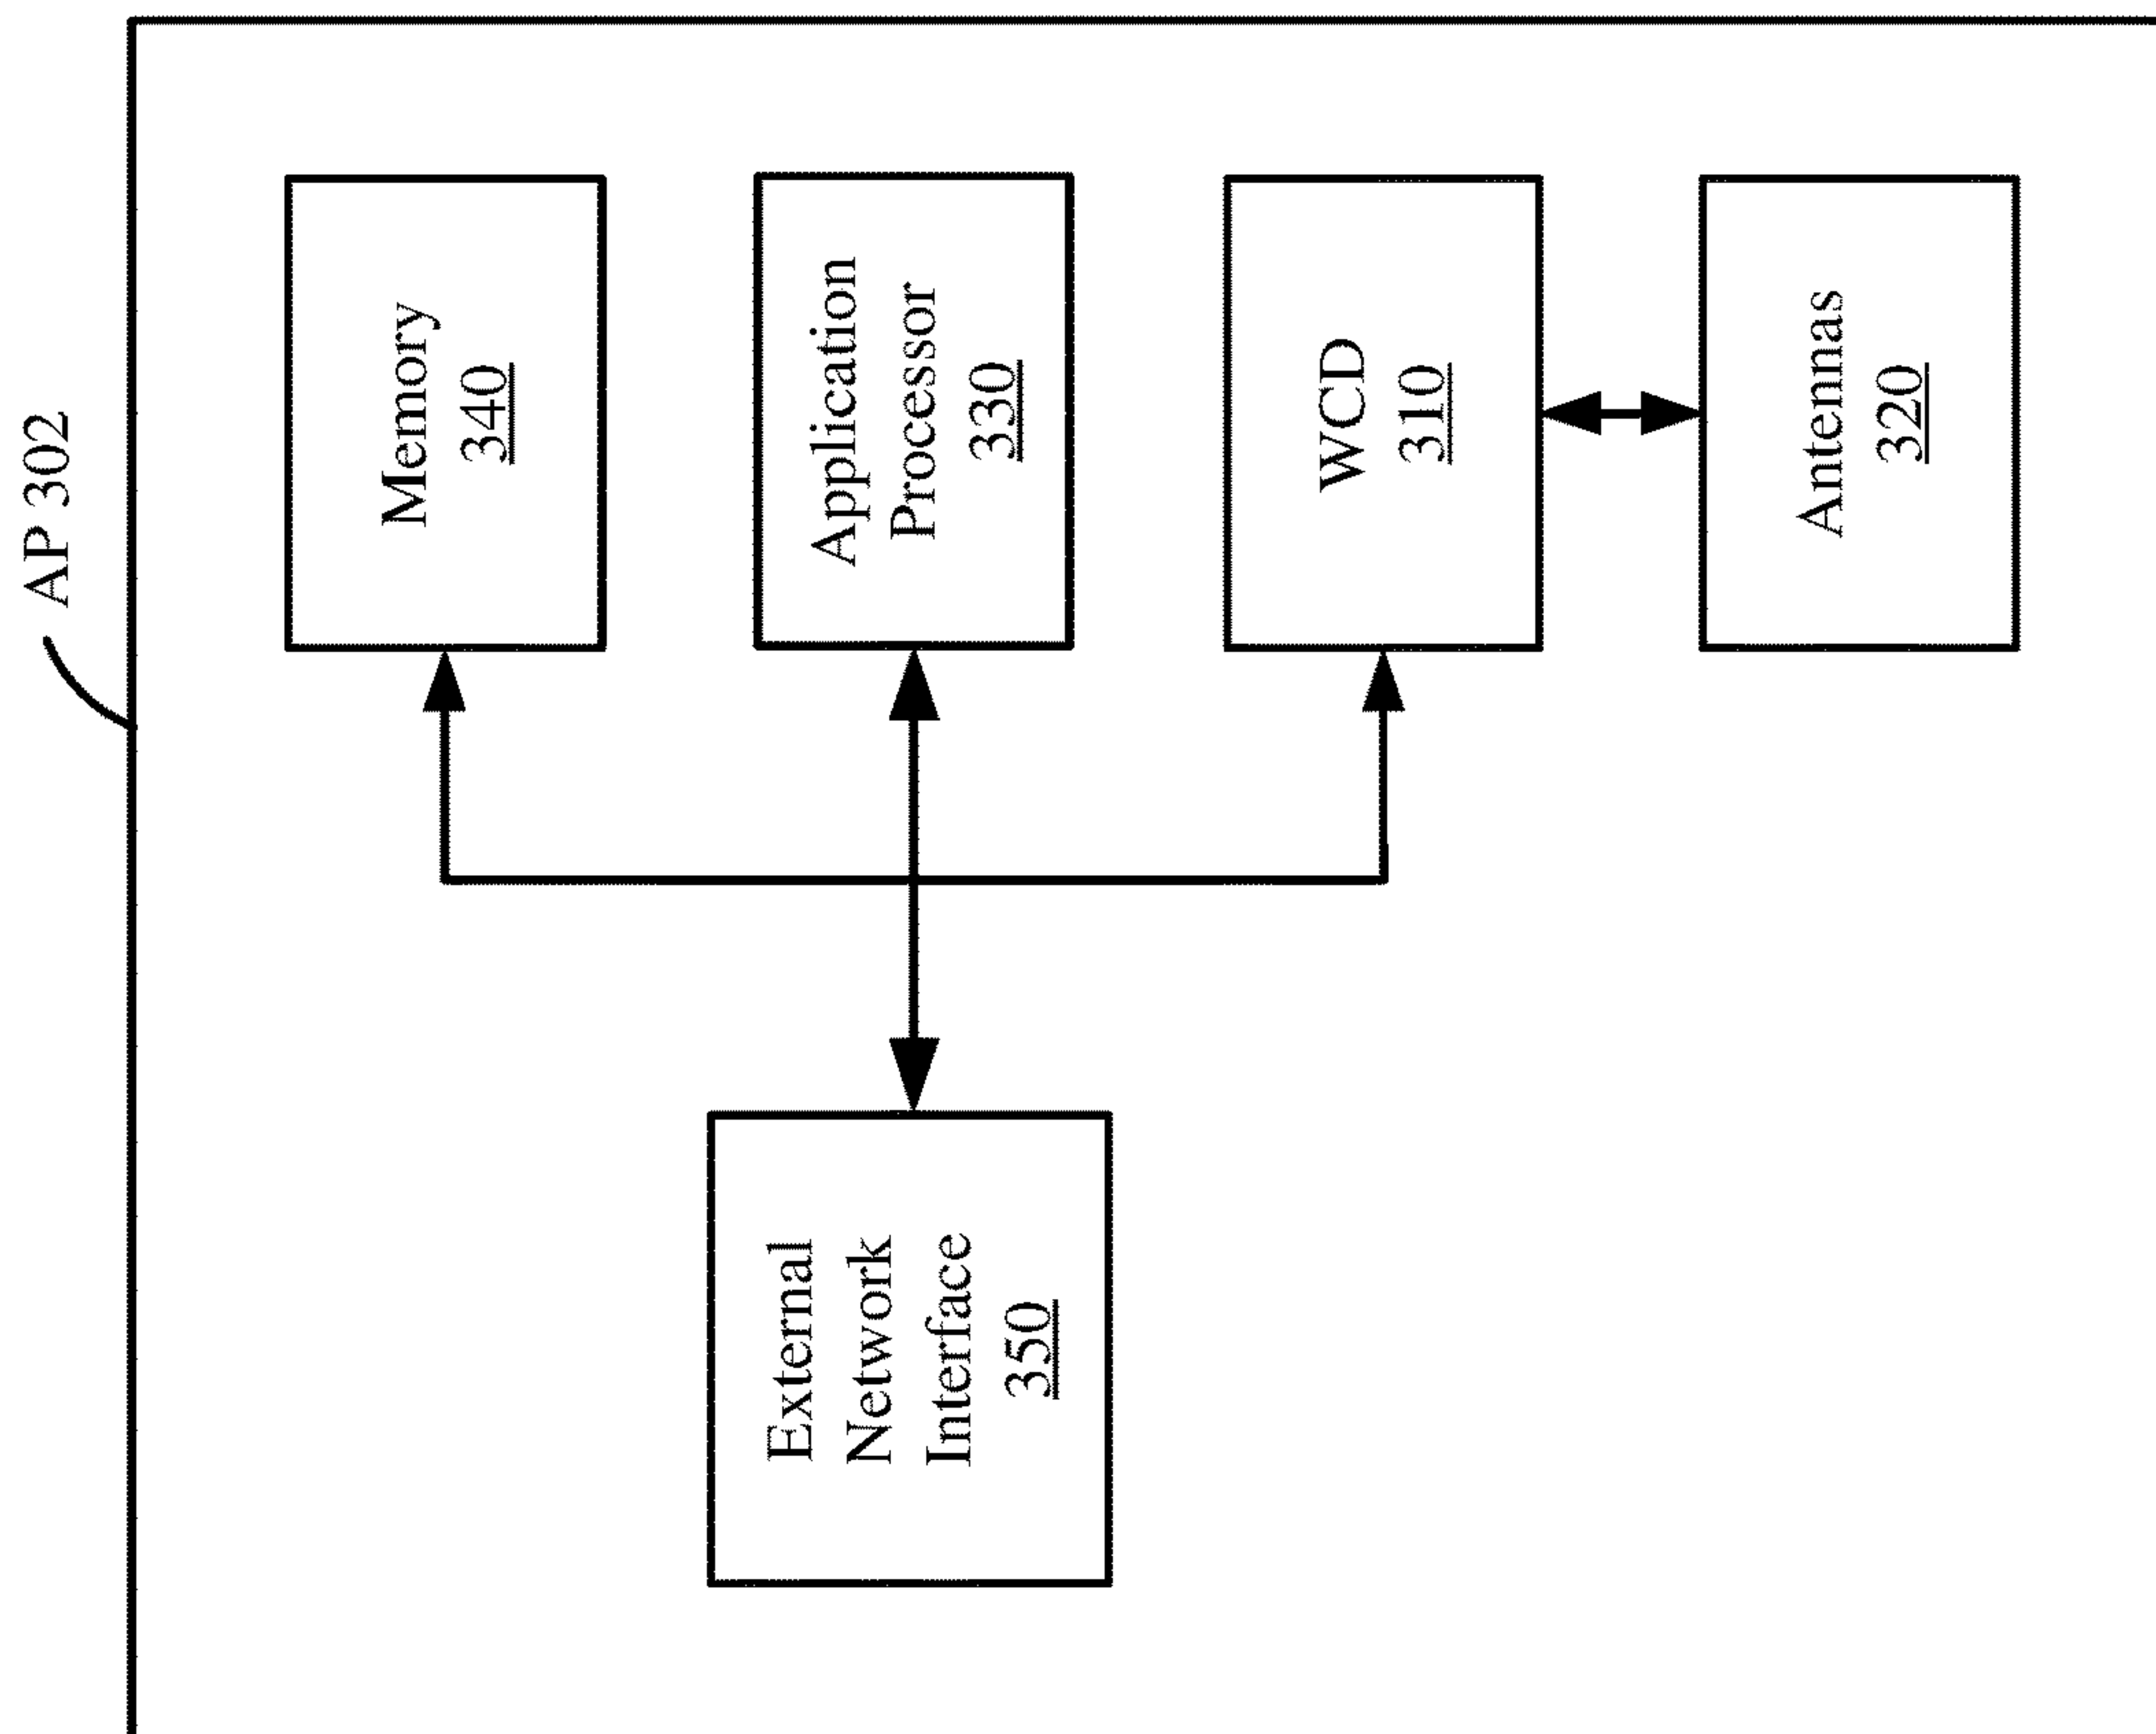 AP 302
Memory
340
Application
Processor
330
WCD
310
Antennas
320
External
Network
Interface
350